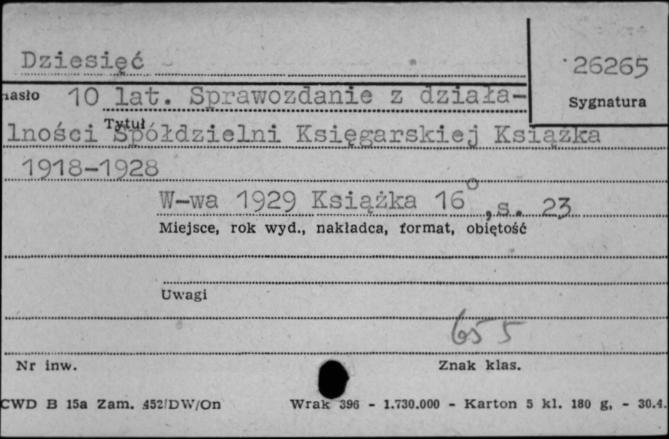 Dziesięć
26265
Sygnatura
hasło 10 lat. Sprawozdanie z działa-
Tytuł
lności Spółdzielni Księgarskiej Książka
1918-1928
W-wa 1929 Książka 16°, s. 23
Miejsce, rok wyd., nakładca, format, objętość
Uwagi
655
Nr inw.
Znak klas.
CWD B 15a Zam. 452/DW/On Wrak 396 - 1.730.000 - Karton 5 kl. 180 g, - 30.4.